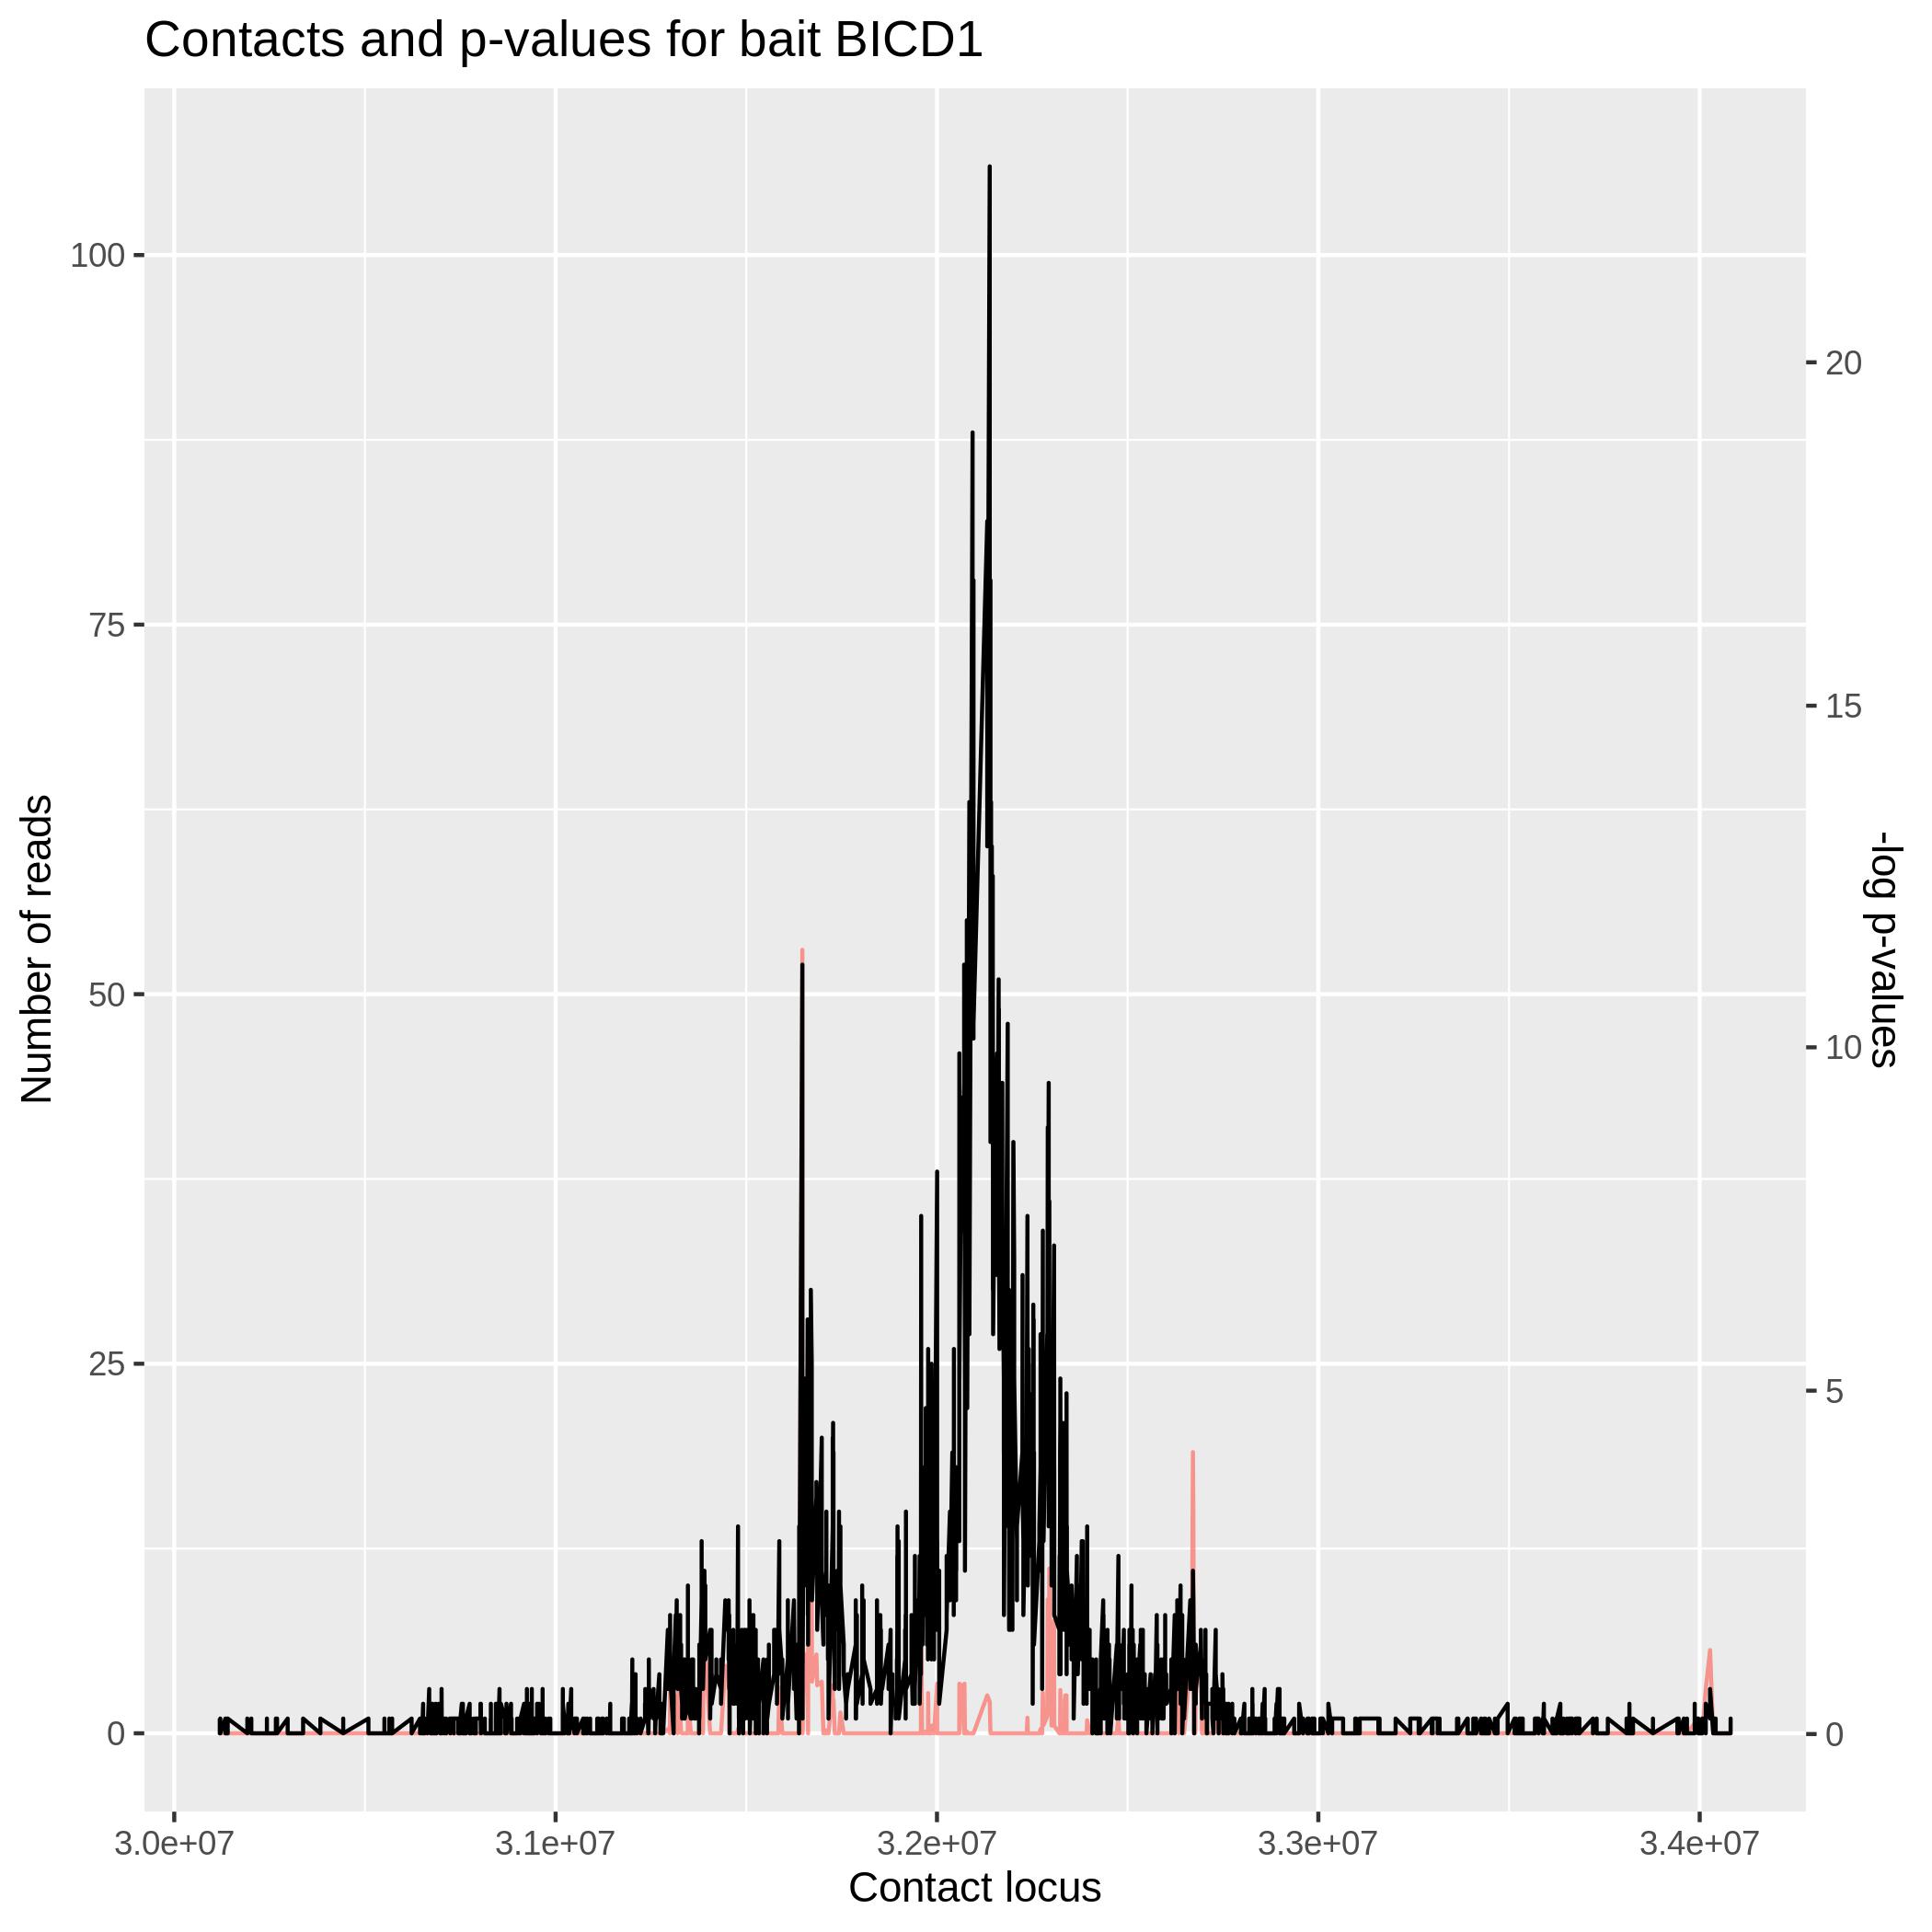 Contacts and p-values for bait BICD1
Number of reads
100
75
50
25
0
20
15
10
5
0
-log p-values
3.0e+07
3.1e+07
3.2e+07
3.3e+07
3.4e+07
Contact locus